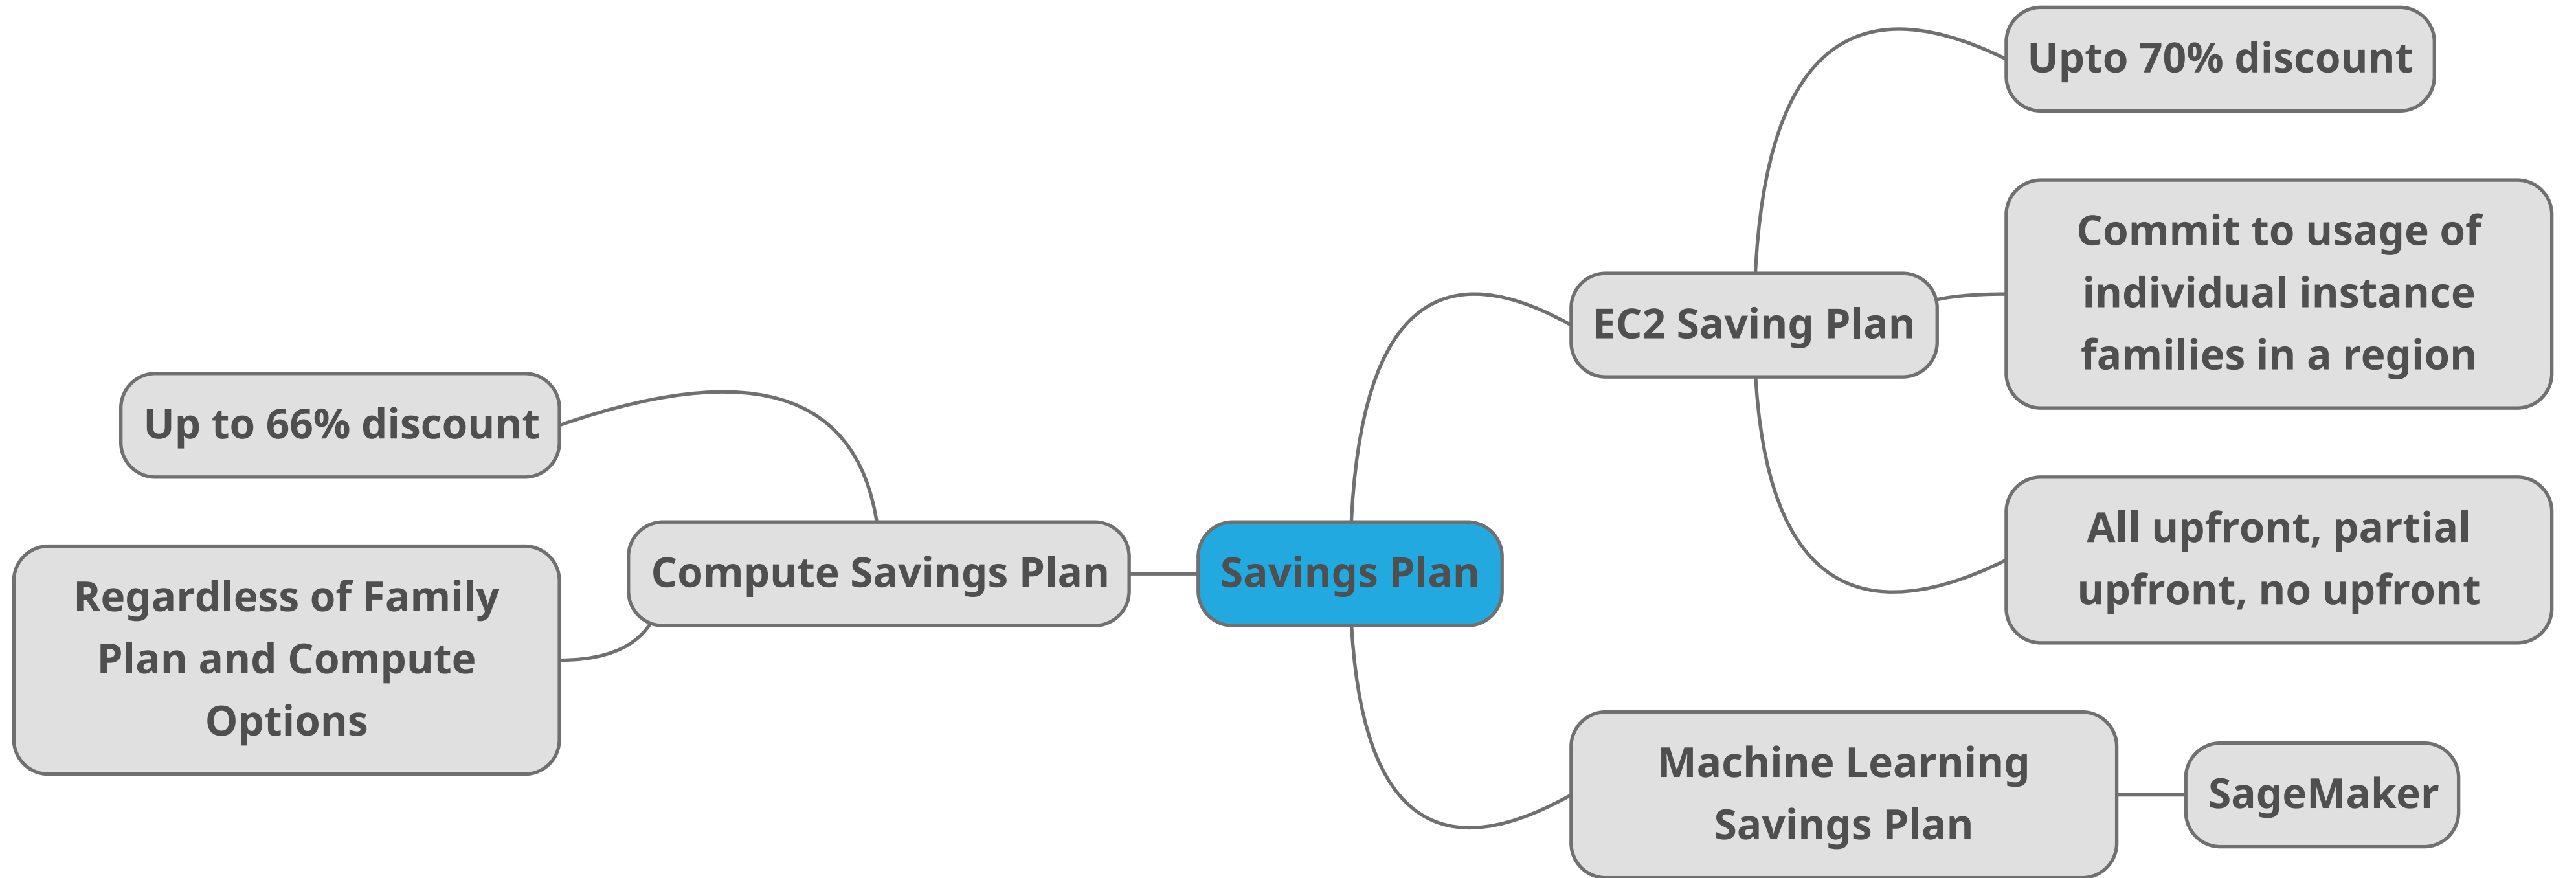 Upto 70% discount
Commit to usage of
individual instance
families in a region
EC2 Saving Plan
All upfront, partial
upfront, no upfront
Up to 66% discount
Compute Savings Plan
Savings Plan
Regardless of Family
Plan and Compute
Options
Machine Learning
Savings Plan
SageMaker